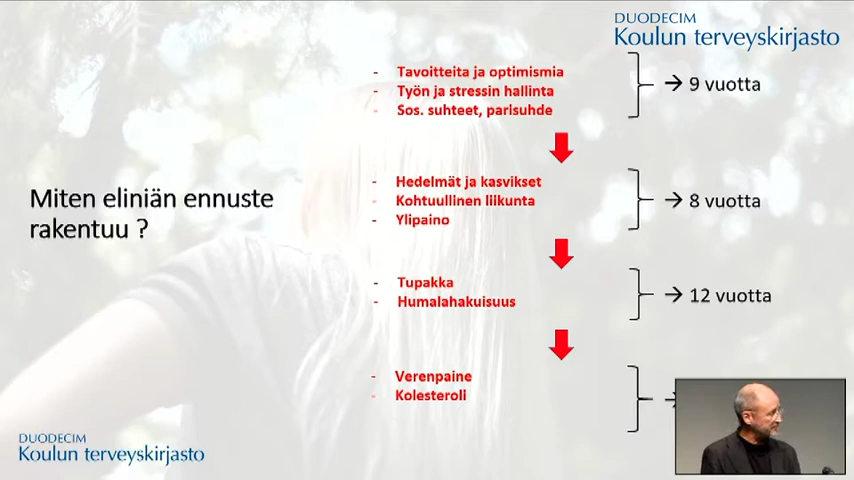 DUODECIM
Koulun terveyskirjasto
- Tavoitteita ja optimismia
- Työn ja stressin hallinta
- Sos. suhteet, parisuhde
→ 9 vuotta
Miten eliniän ennuste
rakentuu ?
- Hedelmät ja kasvikset
- Kohtuullinen liikunta
- Ylipaino
→ 8 vuotta
- Tupakka
- Humalahakuisuus
→ 12 vuotta
- Verenpaine
- Kolesteroli
DUODECIM
Koulun terveyskirjasto